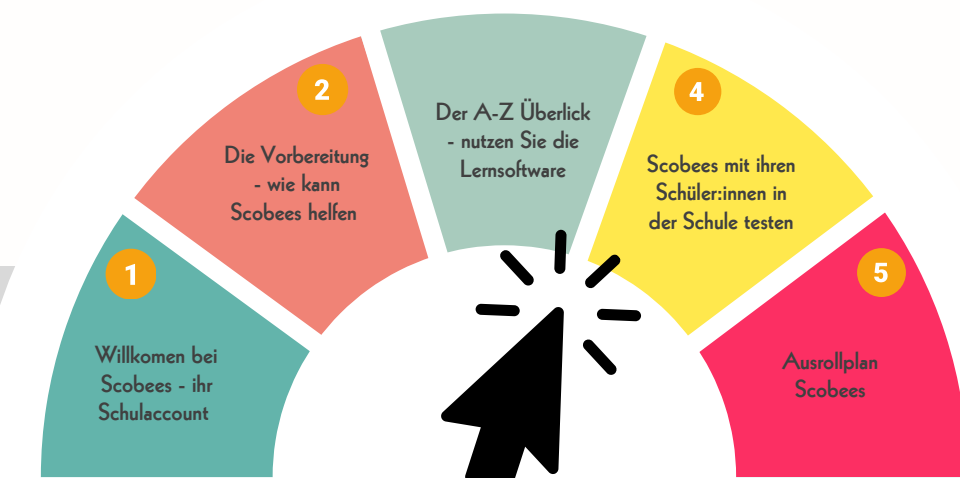 1
Willkomen bei
Scobees - ihr
Schulaccount
2
Die Vorbereitung
- wie kann
Scobees helfen
Der A-Z Überlick
- nutzen Sie die
Lernsoftware
4
Scobees mit ihren
Schüler:innen in
der Schule testen
5
Ausrollplan
Scobees